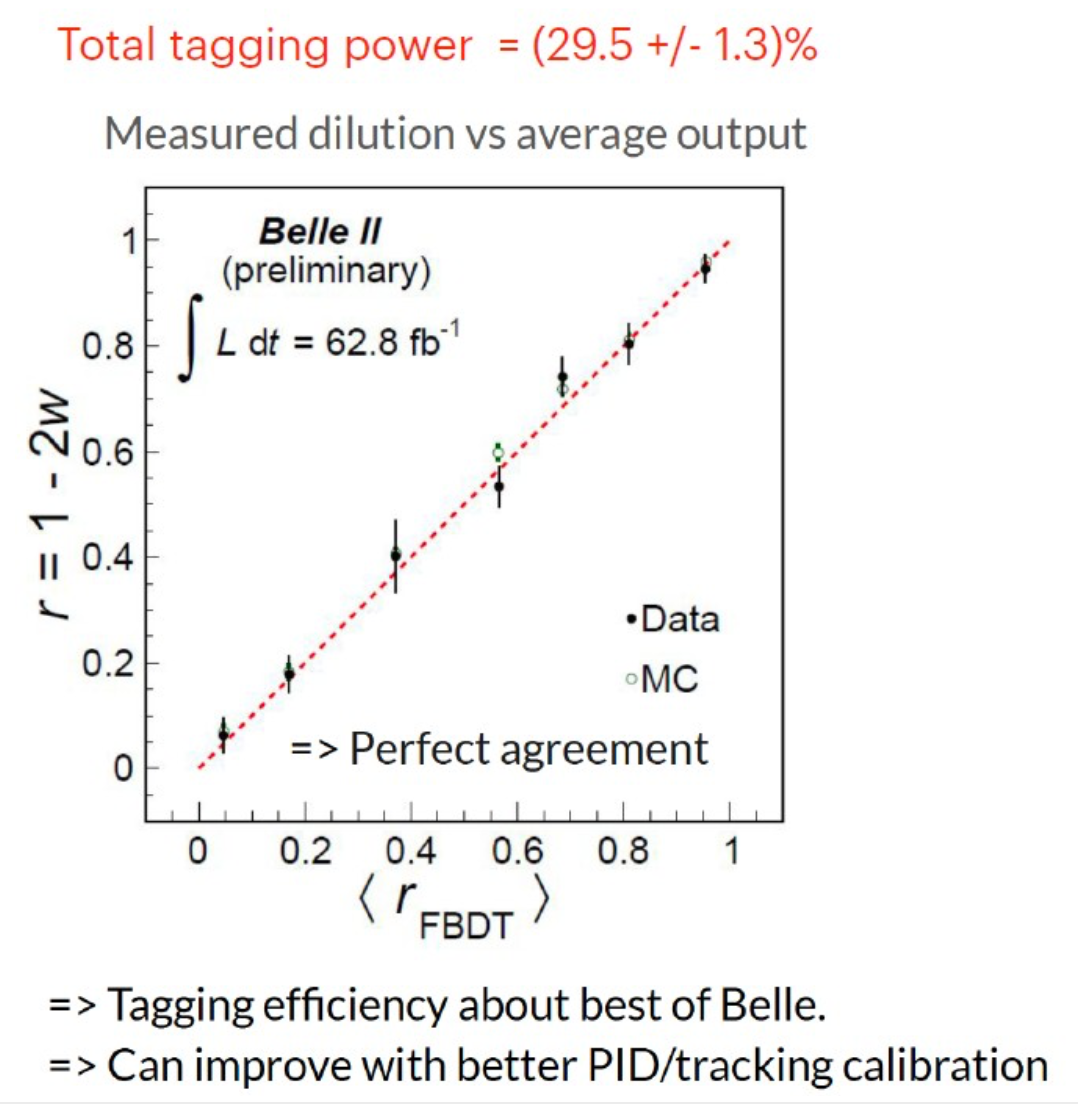 Total tagging power = (29.5 +/- 1.3)%
Measured dilution vs average output
Belle II
(preliminary)
∫ L dt = 62.8 fb⁻¹
r = 1 - 2w
1
0.8
0.6
0.4
0.2
0
•Data
○MC
=> Perfect agreement
0 0.2 0.4 0.6 0.8 1
⟨ r_FBDT ⟩
=> Tagging efficiency about best of Belle.
=> Can improve with better PID/tracking calibration